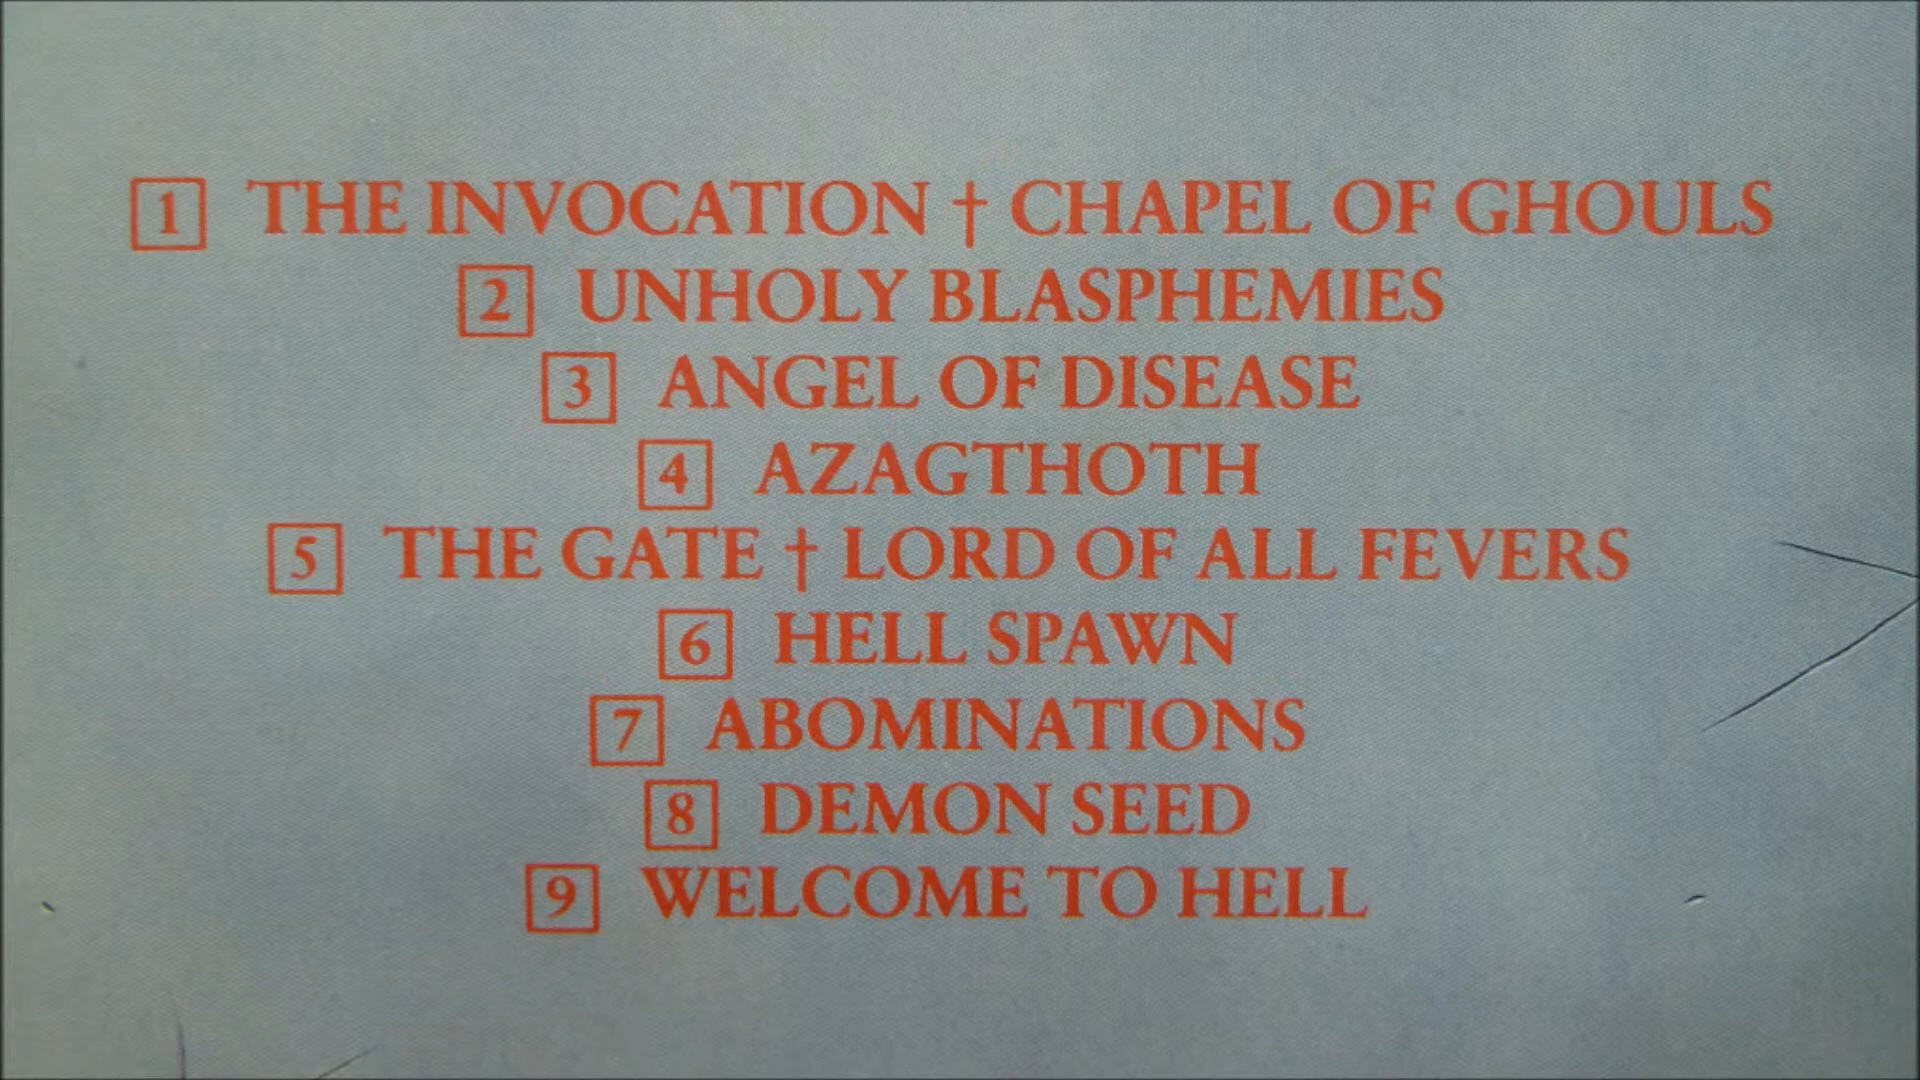 1 THE INVOCATION † CHAPEL OF GHOULS
2 UNHOLY BLASPHEMIES
3 ANGEL OF DISEASE
4 AZAGTHOTH
5 THE GATE † LORD OF ALL FEVERS
6 HELL SPAWN
7 ABOMINATIONS
8 DEMON SEED
9 WELCOME TO HELL